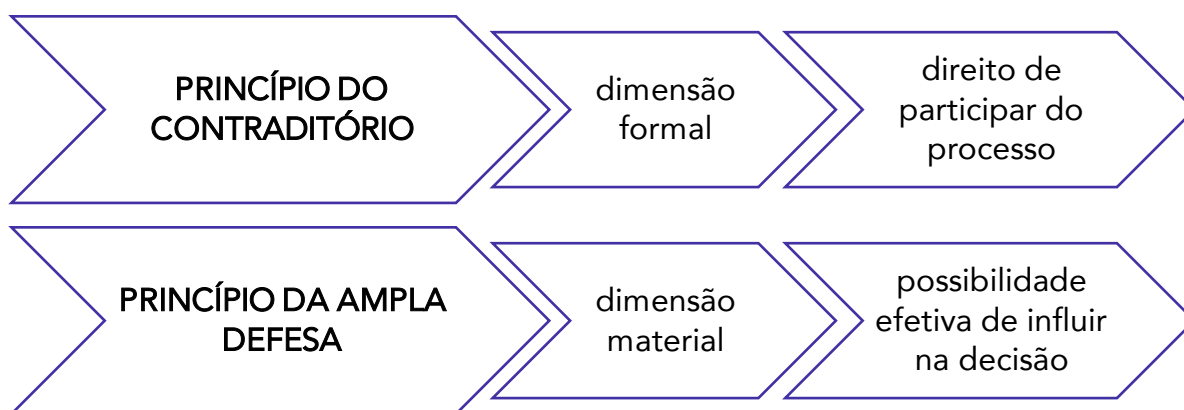 PRINCÍPIO DO
CONTRADITÓRIO
dimensão
formal
direito de
participar do
processo
PRINCÍPIO DA AMPLA
DEFESA
dimensão
material
possibilidade
efetiva de influir
na decisão